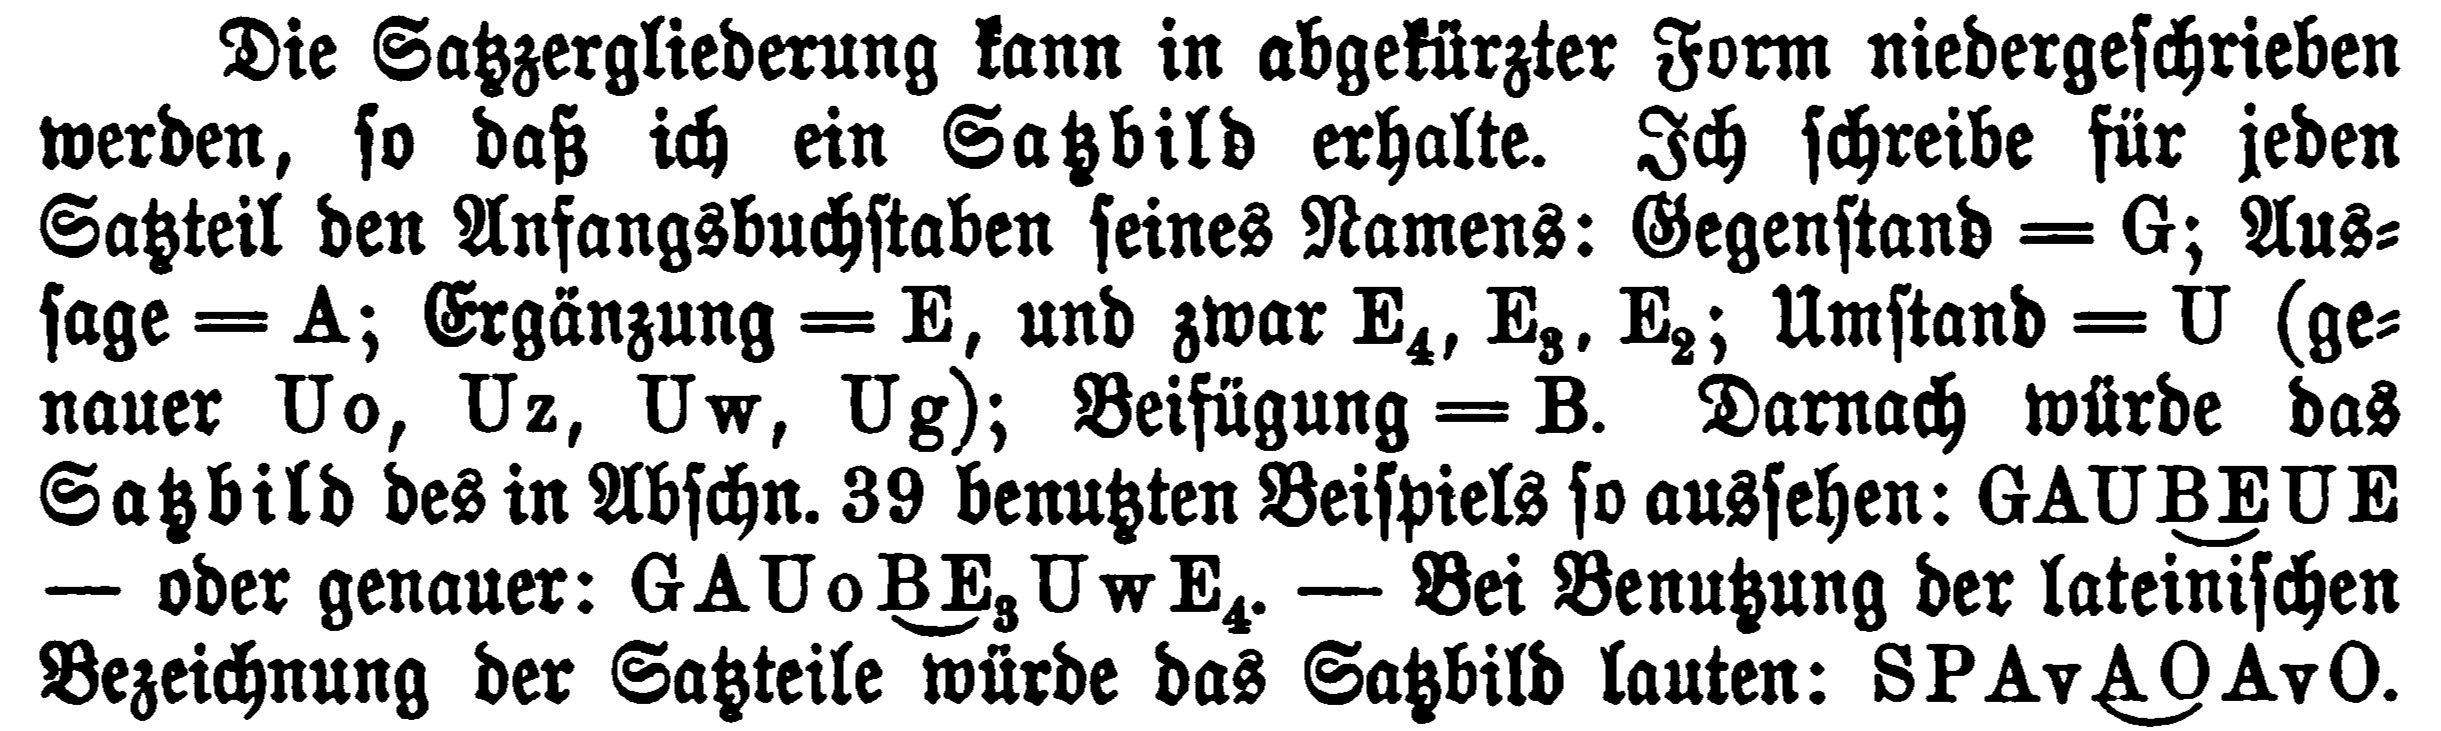 Die Satzzergliederung kann in abgekürzter Form niedergeschrieben
werden, so daß ich ein Satzbild erhalte. Ich schreibe für jeden
Satzteil den Anfangsbuchstaben seines Namens: Gegenstand = G; Aus-
sage = A; Ergänzung = E, und zwar E₄, E₃, E₂; Umstand = U (ge-
nauer Uo, Uz, Uw, Ug); Beifügung = B. Darnach würde das
Satzbild des in Abschn. 39 benutzten Beispiels so aussehen: GAUBEUE
— oder genauer: GAUoBE₃UwE₄. — Bei Benutzung der lateinischen
Bezeichnung der Satzteile würde das Satzbild lauten: SPAvAOAvO.